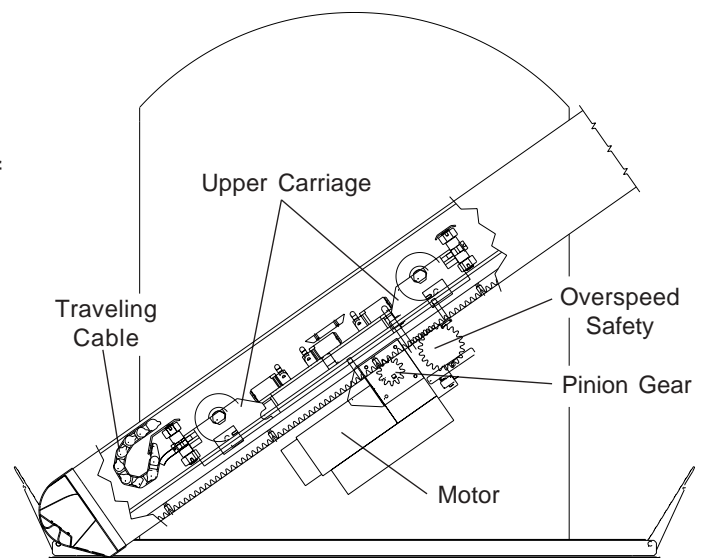 Upper Carriage
Traveling
Cable
Overspeed
Safety
Pinion Gear
Motor